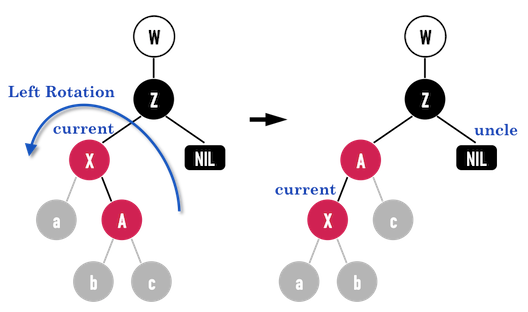 W W
Left Rotation Z Z
current uncle
X NIL A NIL
current
a A X c
b c a b